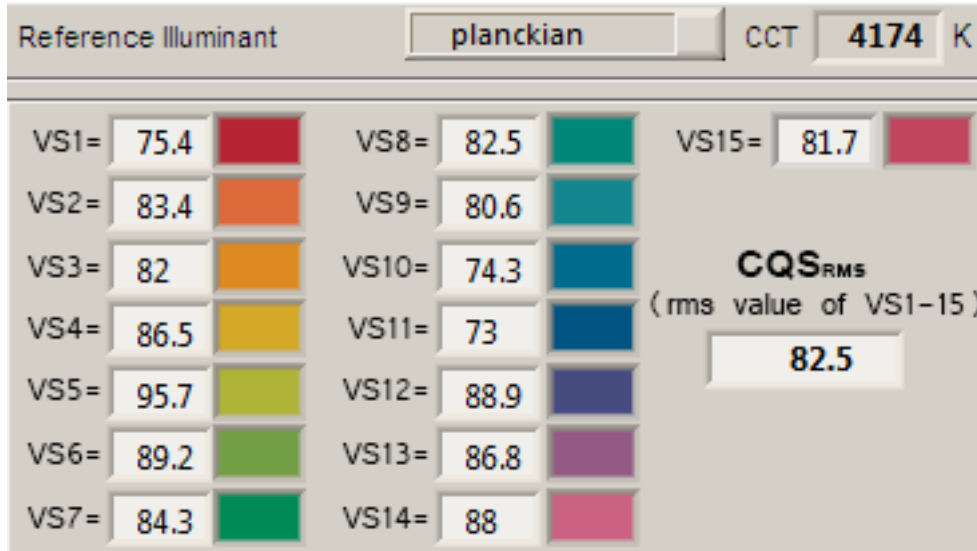 Reference Illuminant planckian CCT 4174 K
VS1= 75.4 VS8= 82.5 VS15= 81.7
VS2= 83.4 VS9= 80.6
VS3= 82 VS10= 74.3 CQSRMS
VS4= 86.5 VS11= 73 (rms value of VS1-15)
VS5= 95.7 VS12= 88.9 82.5
VS6= 89.2 VS13= 86.8
VS7= 84.3 VS14= 88